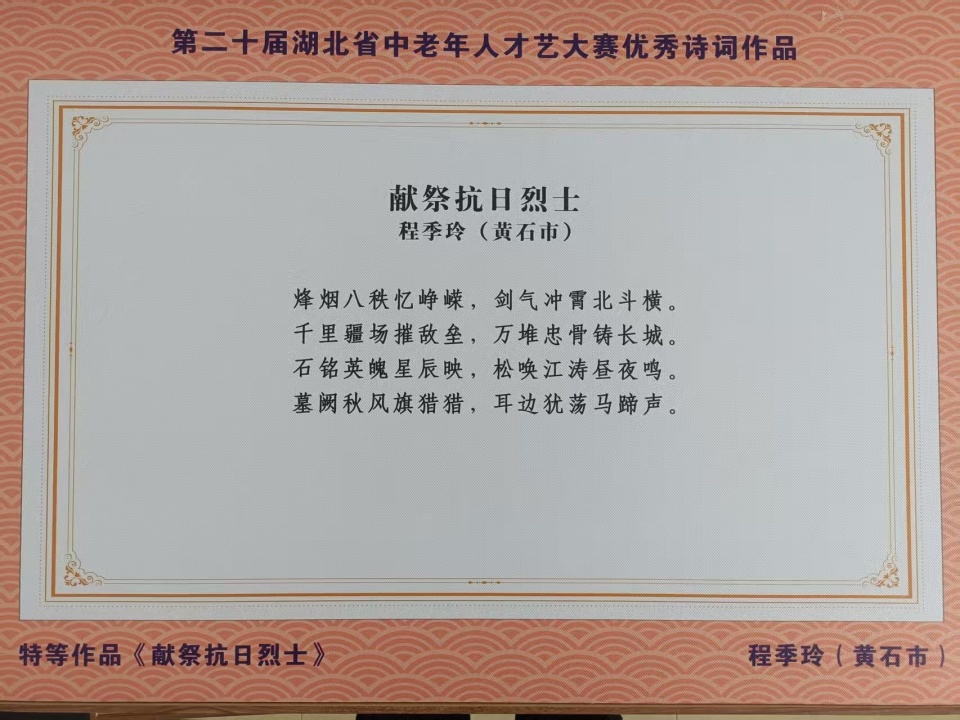 第二十届湖北省中老年人才艺大赛优秀诗词作品
献祭抗日烈士
程季玲（黄石市）
烽烟八秩忆峥嵘，剑气冲霄北斗横。
千里疆场摧敌垒，万堆忠骨铸长城。
石铭英魄星辰映，松唤江涛昼夜鸣。
墓阙秋风旗猎猎，耳边犹荡马蹄声。
特等作品《献祭抗日烈士》
程季玲（黄石市）